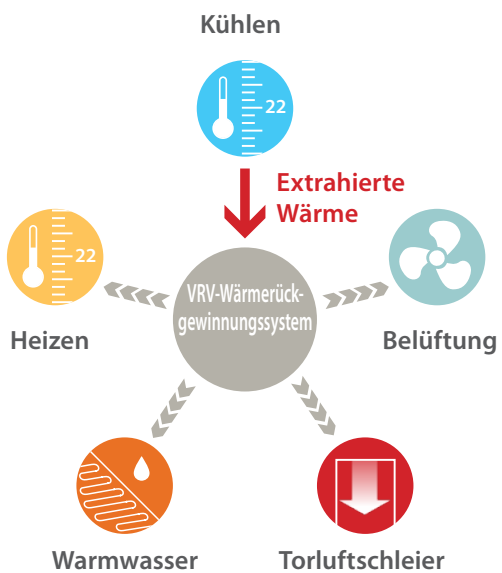 Kühlen
22
Extrahierte
Wärme
22
VRV-Wärmerück-
gewinnungssystem
Heizen
Belüftung
Warmwasser
Torluftschleier